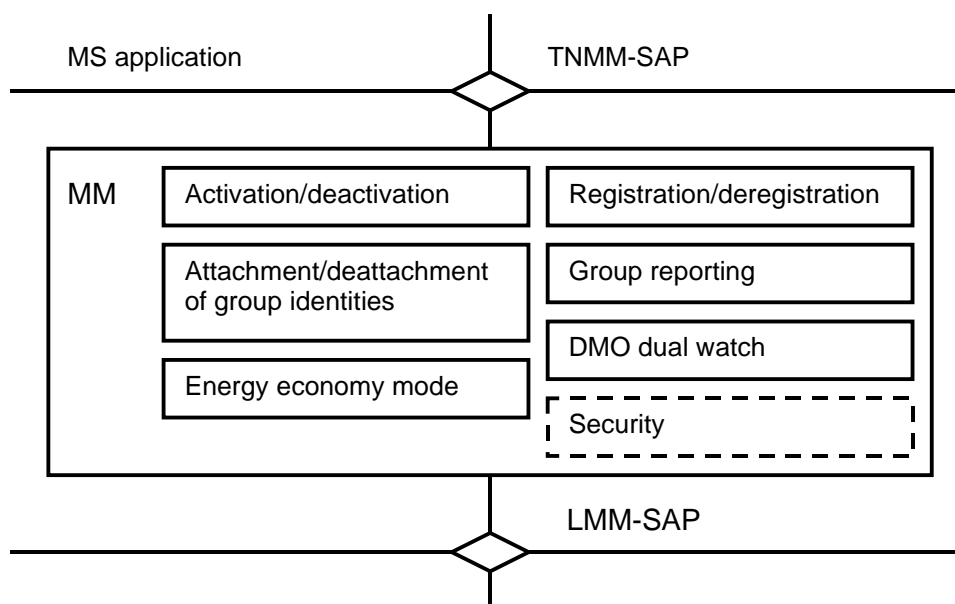 MS application
TNMM-SAP
MM
Activation/deactivation
Registration/deregistration
Attachment/deattachment
of group identities
Group reporting
DMO dual watch
Energy economy mode
Security
LMM-SAP